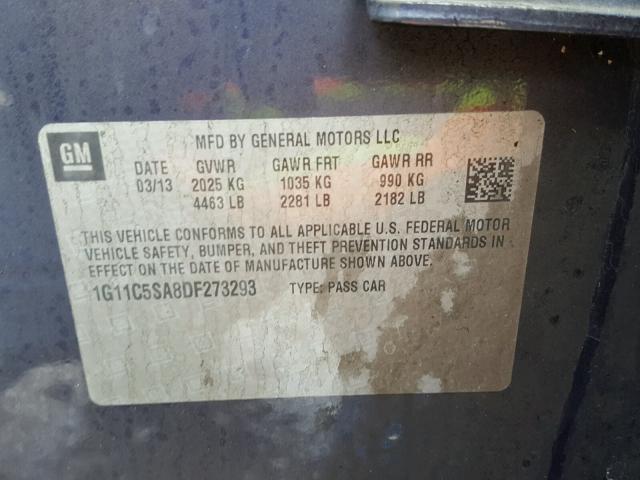 GM
MFD BY GENERAL MOTORS LLC
DATE GVWR GAWR FRT GAWR RR
03/13 2025 KG 1035 KG 990 KG
4463 LB 2281 LB 2182 LB
THIS VEHICLE CONFORMS TO ALL APPLICABLE U.S. FEDERAL MOTOR
VEHICLE SAFETY, BUMPER, AND THEFT PREVENTION STANDARDS IN
EFFECT ON THE DATE OF MANUFACTURE SHOWN ABOVE.
1G11C5SA8DF273293 TYPE: PASS CAR